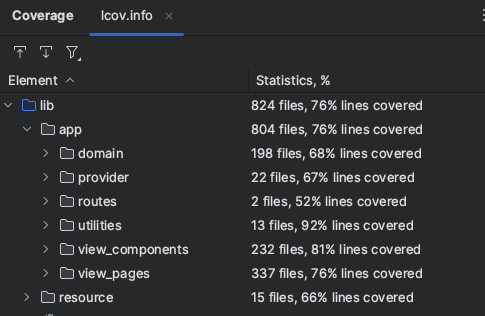 Coverage lcov.info
Element Statistics, %
lib 824 files, 76% lines covered
app 804 files, 76% lines covered
domain 198 files, 68% lines covered
provider 22 files, 67% lines covered
routes 2 files, 52% lines covered
utilities 13 files, 92% lines covered
view_components 232 files, 81% lines covered
view_pages 337 files, 76% lines covered
resource 15 files, 66% lines covered